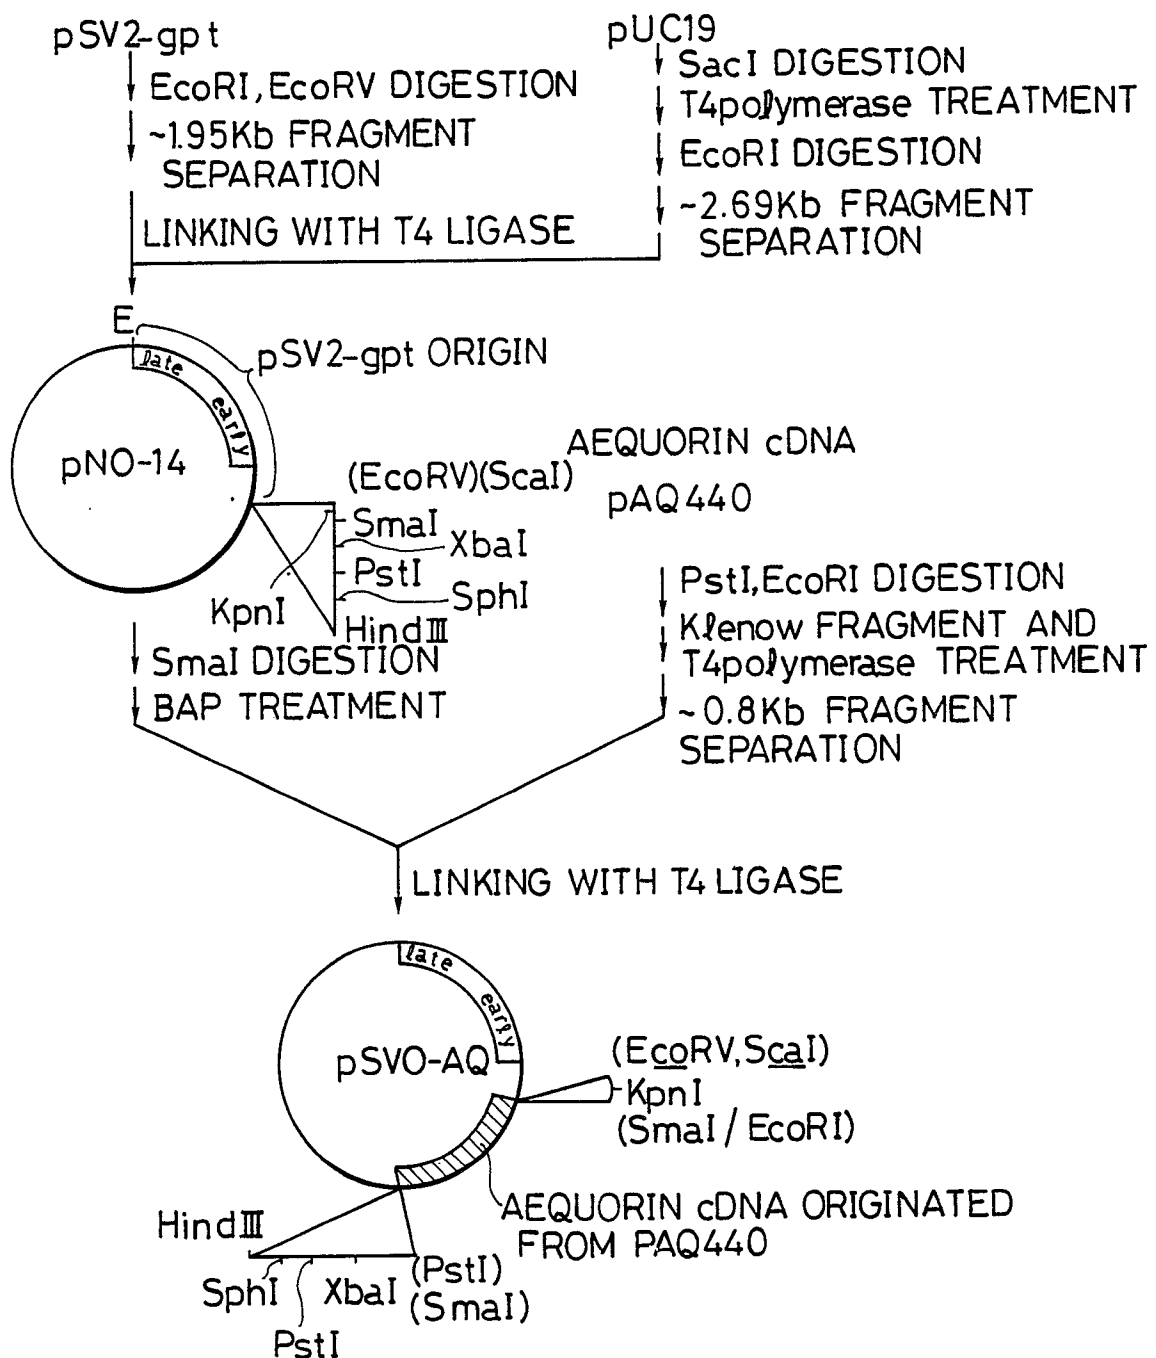 pSV2-gpt
EcoRI, EcoRV DIGESTION
~1.95Kb FRAGMENT
SEPARATION
pUC19
SacI DIGESTION
T4polymerase TREATMENT
EcoRI DIGESTION
~2.69Kb FRAGMENT
SEPARATION
LINKING WITH T4 LIGASE
E
late early
pSV2-gpt ORIGIN
pNO-14
(EcoRV)(ScaI)
SmaI
XbaI
PstI
SphI
KpnI
HindIII
AEQUORIN cDNA
pAQ440
SmaI DIGESTION
BAP TREATMENT
PstI, EcoRI DIGESTION
Klenow FRAGMENT AND
T4polymerase TREATMENT
~0.8Kb FRAGMENT
SEPARATION
LINKING WITH T4 LIGASE
late early
pSVO-AQ
(EcoRV, ScaI)
KpnI
(SmaI/EcoRI)
AEQUORIN cDNA ORIGINATED
FROM PAQ440
HindIII
SphI
PstI
XbaI
(PstI)
(SmaI)